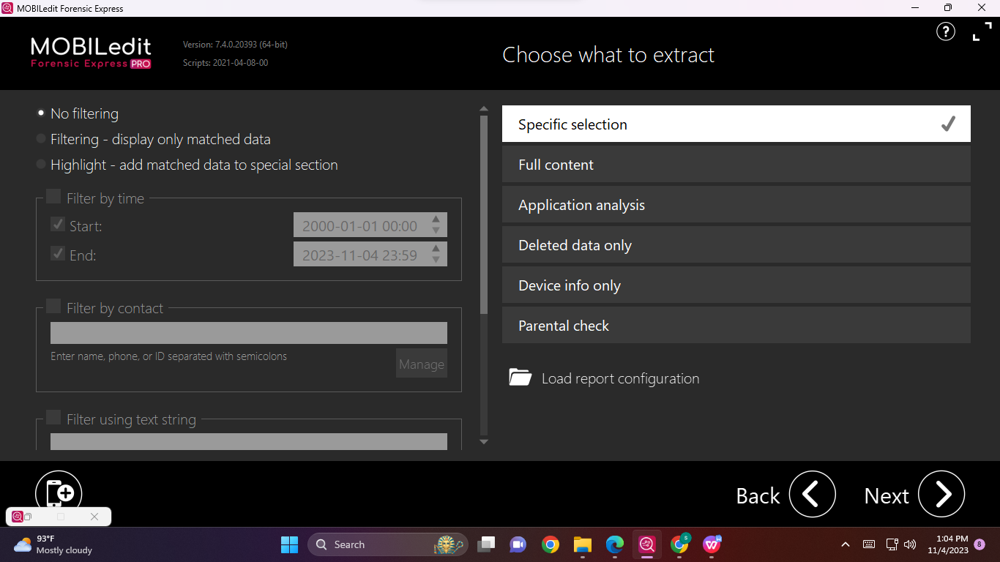 MOBILedit Forensic Express
MOBILedit
Forensic Express PRO
Version: 7.4.0.20393 (64-bit)
Scripts: 2021-04-08-00
Choose what to extract
?
No filtering
Filtering - display only matched data
Highlight - add matched data to special section
Filter by time
Start:
2000-01-01 00:00
End:
2023-11-04 23:59
Filter by contact
Enter name, phone, or ID separated with semicolons
Manage
Filter using text string
Specific selection
Full content
Application analysis
Deleted data only
Device info only
Parental check
Load report configuration
Back
Next
93°F
Mostly cloudy
Search
S
W
1:04 PM
11/4/2023
8